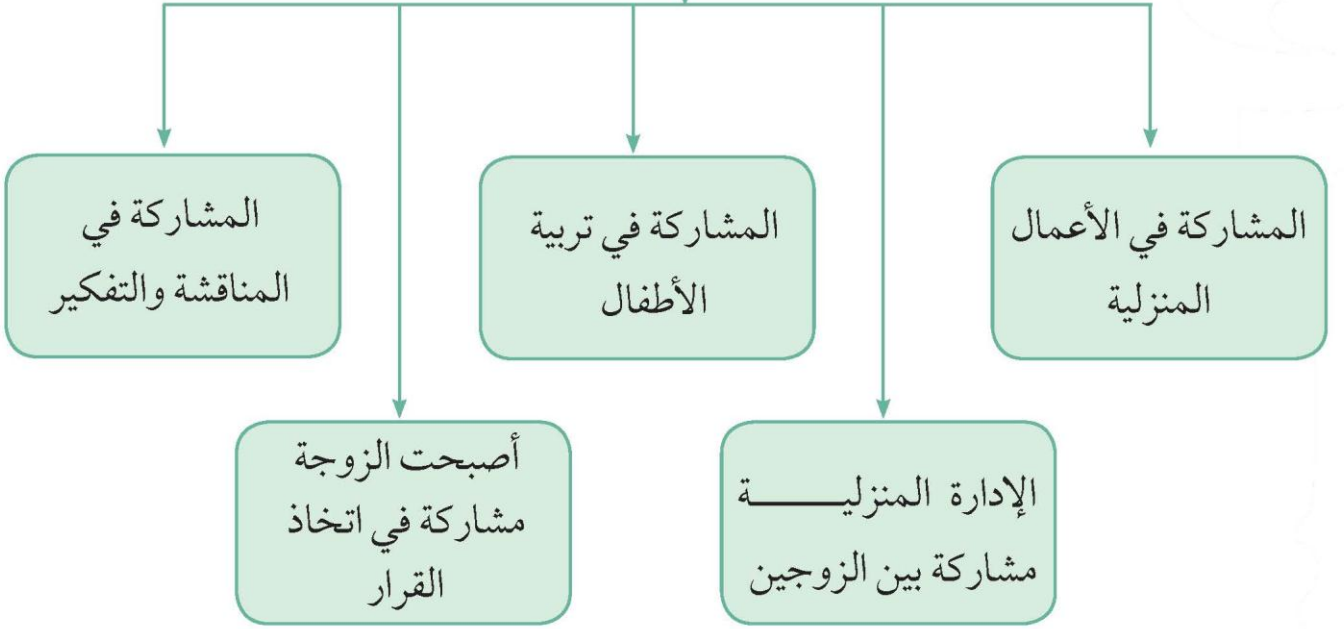 المشاركة في الأعمال
المنزلية
المشاركة في تربية
الأطفال
المشاركة في
المناقشة والتفكير
الإدارة المنزليـــــــة
مشاركة بين الزوجين
أصبحت الزوجة
مشاركة في اتخاذ
القرار